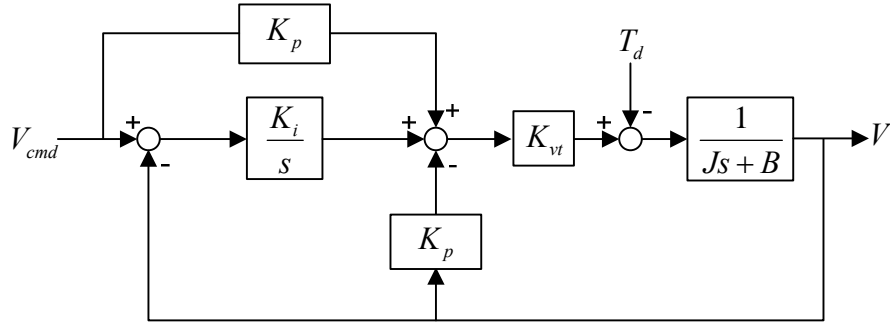 K_p
T_d
+
+
V_cmd
+
K_i
s
+
K_vt
+
-
1
Js + B
V
-
-
K_p